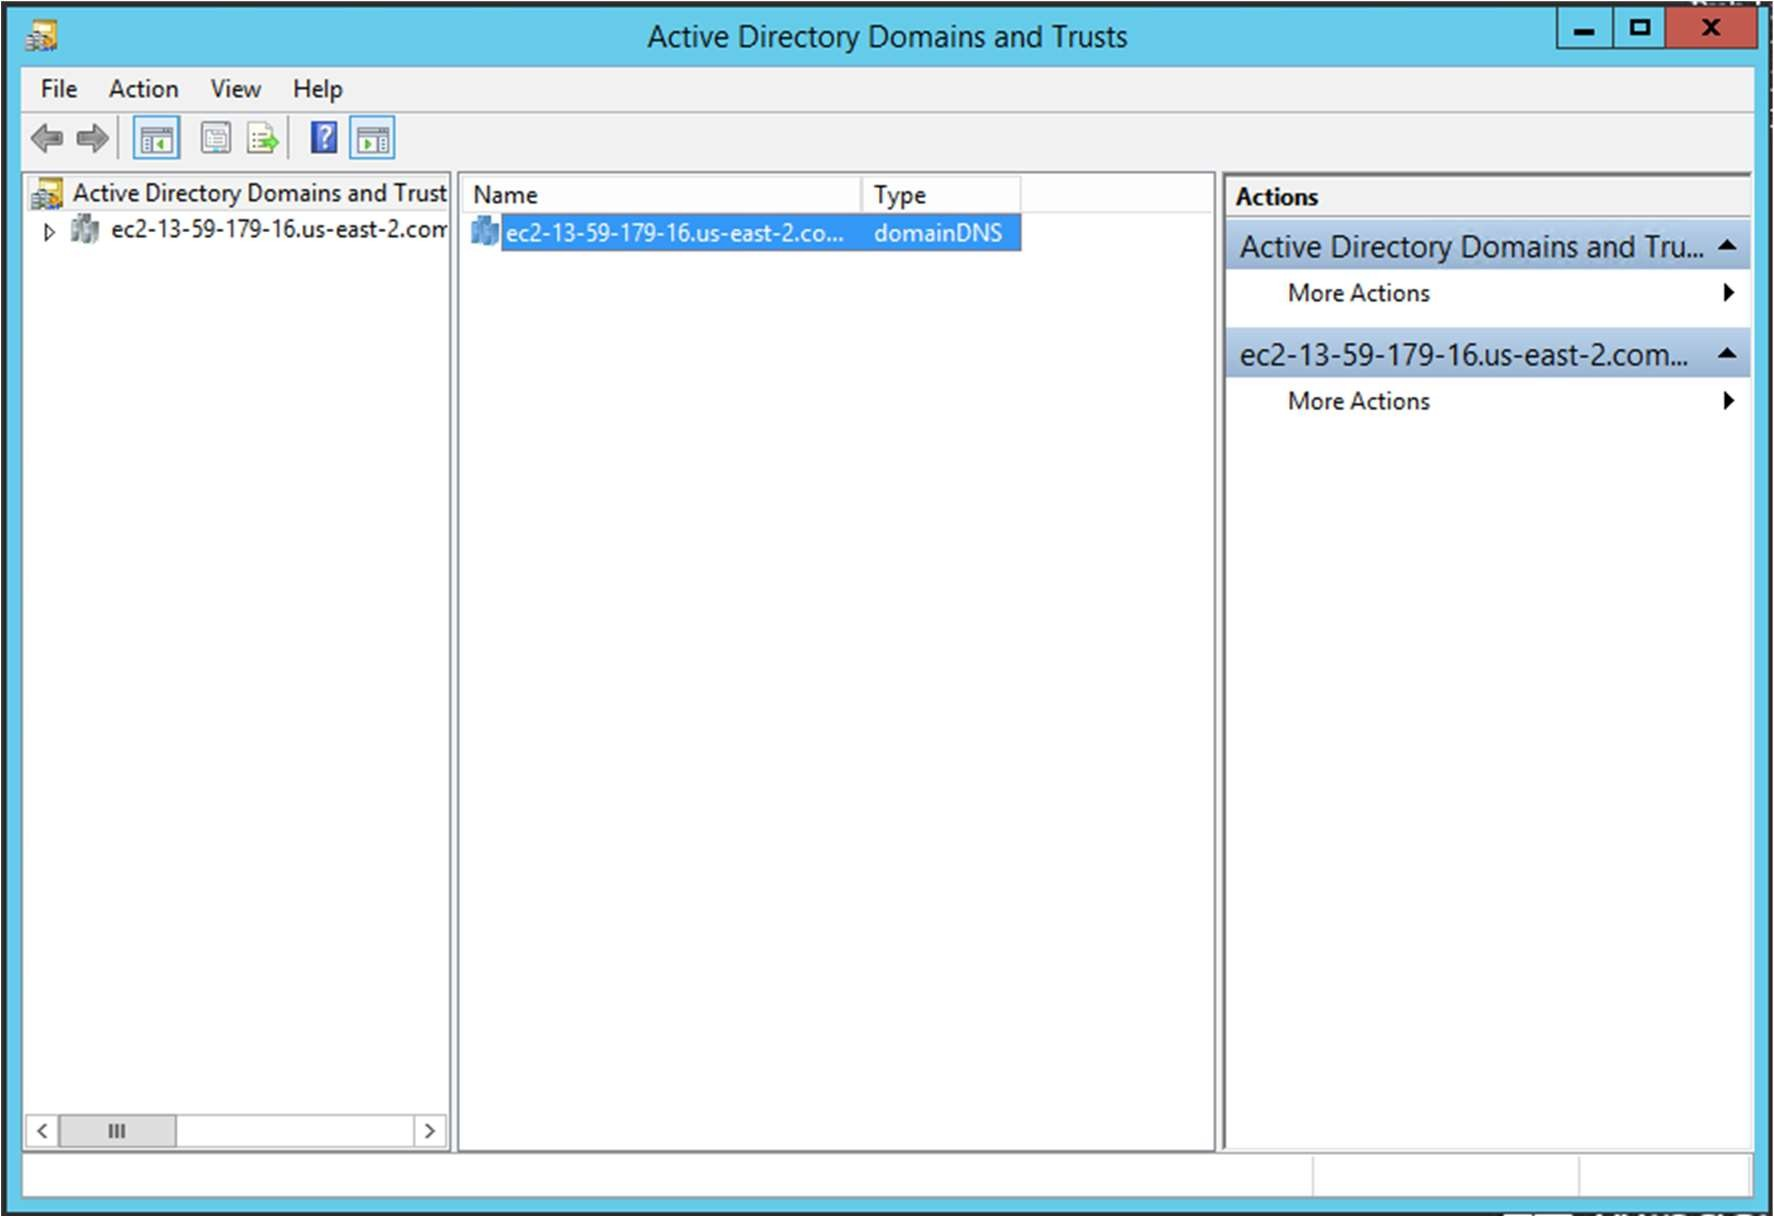 Active Directory Domains and Trusts
X
File Action View Help
?
Active Directory Domains and Trust
ec2-13-59-179-16.us-east-2.com
Name Type
ec2-13-59-179-16.us-east-2.co... domainDNS
Actions
Active Directory Domains and Tru...
More Actions
ec2-13-59-179-16.us-east-2.com...
More Actions